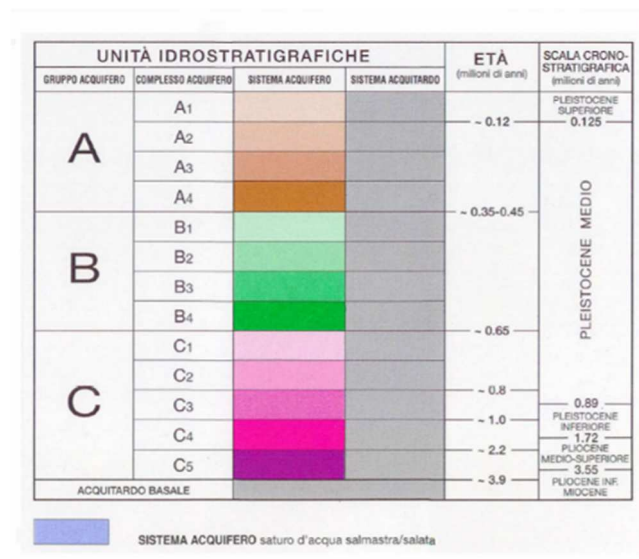 UNITÀ IDROSTRATIGRAFICHE
ETÀ
(milioni di anni)
SCALA CRONO-
STRATIGRAFICA
(milioni di anni)
GRUPPO ACQUIFERO
COMPLESSO ACQUIFERO
SISTEMA ACQUIFERO
SISTEMA ACQUITARDO
A
A1
A2
A3
A4
B
B1
B2
B3
B4
C
C1
C2
C3
C4
C5
ACQUITARDO BASALE
~ 0.12
~ 0.35-0.45
~ 0.65
~ 0.8
~ 1.0
~ 2.2
~ 3.9
PLEISTOCENE
SUPERIORE
0.125
PLEISTOCENE MEDIO
0.89
PLEISTOCENE
INFERIORE
1.72
PLIOCENE
MEDIO-SUPERIORE
3.55
PLIOCENE INF.
MIOCENE
SISTEMA ACQUIFERO saturo d'acqua salmastra/salata